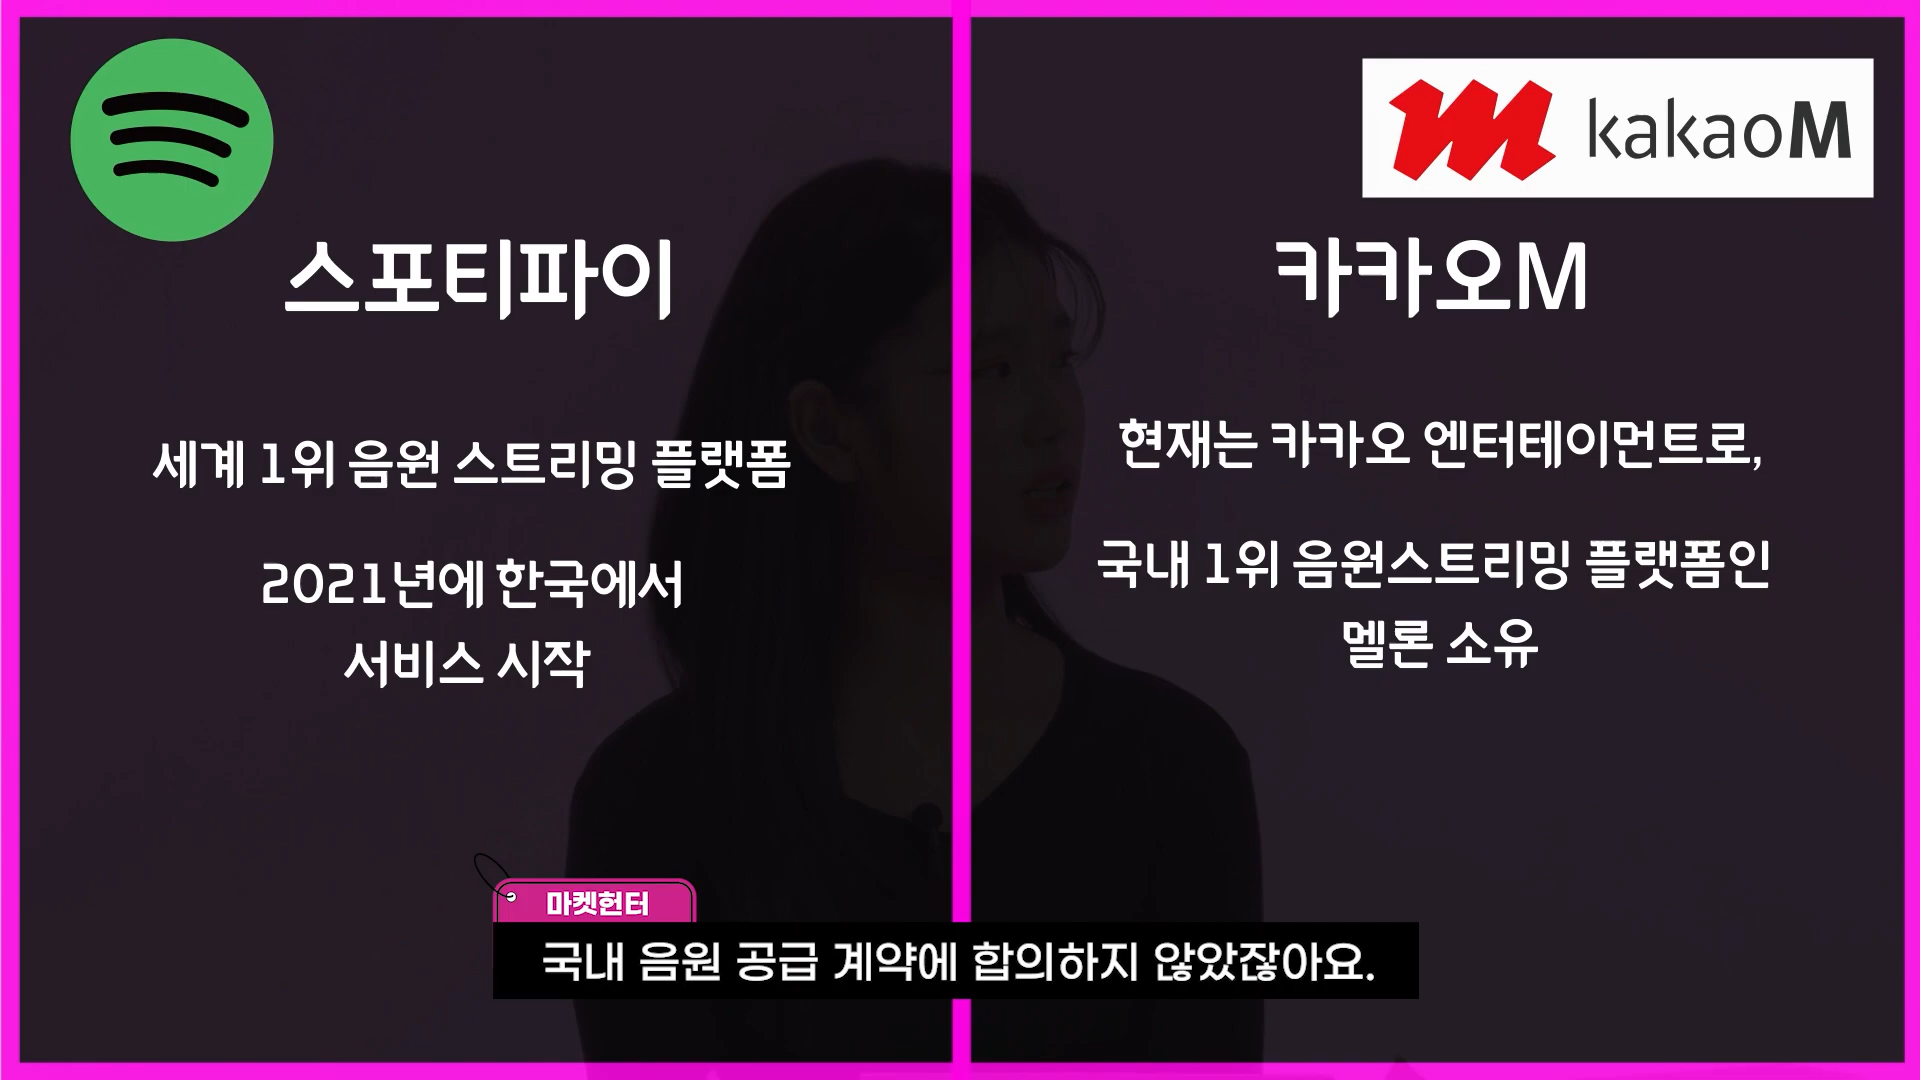 kakaoM
스포티파이
세계 1위 음원 스트리밍 플랫폼
2021년에 한국에서
서비스 시작
카카오M
현재는 카카오 엔터테이먼트로,
국내 1위 음원스트리밍 플랫폼인
멜론 소유
마켓헌터
국내 음원 공급 계약에 합의하지 않았잖아요.